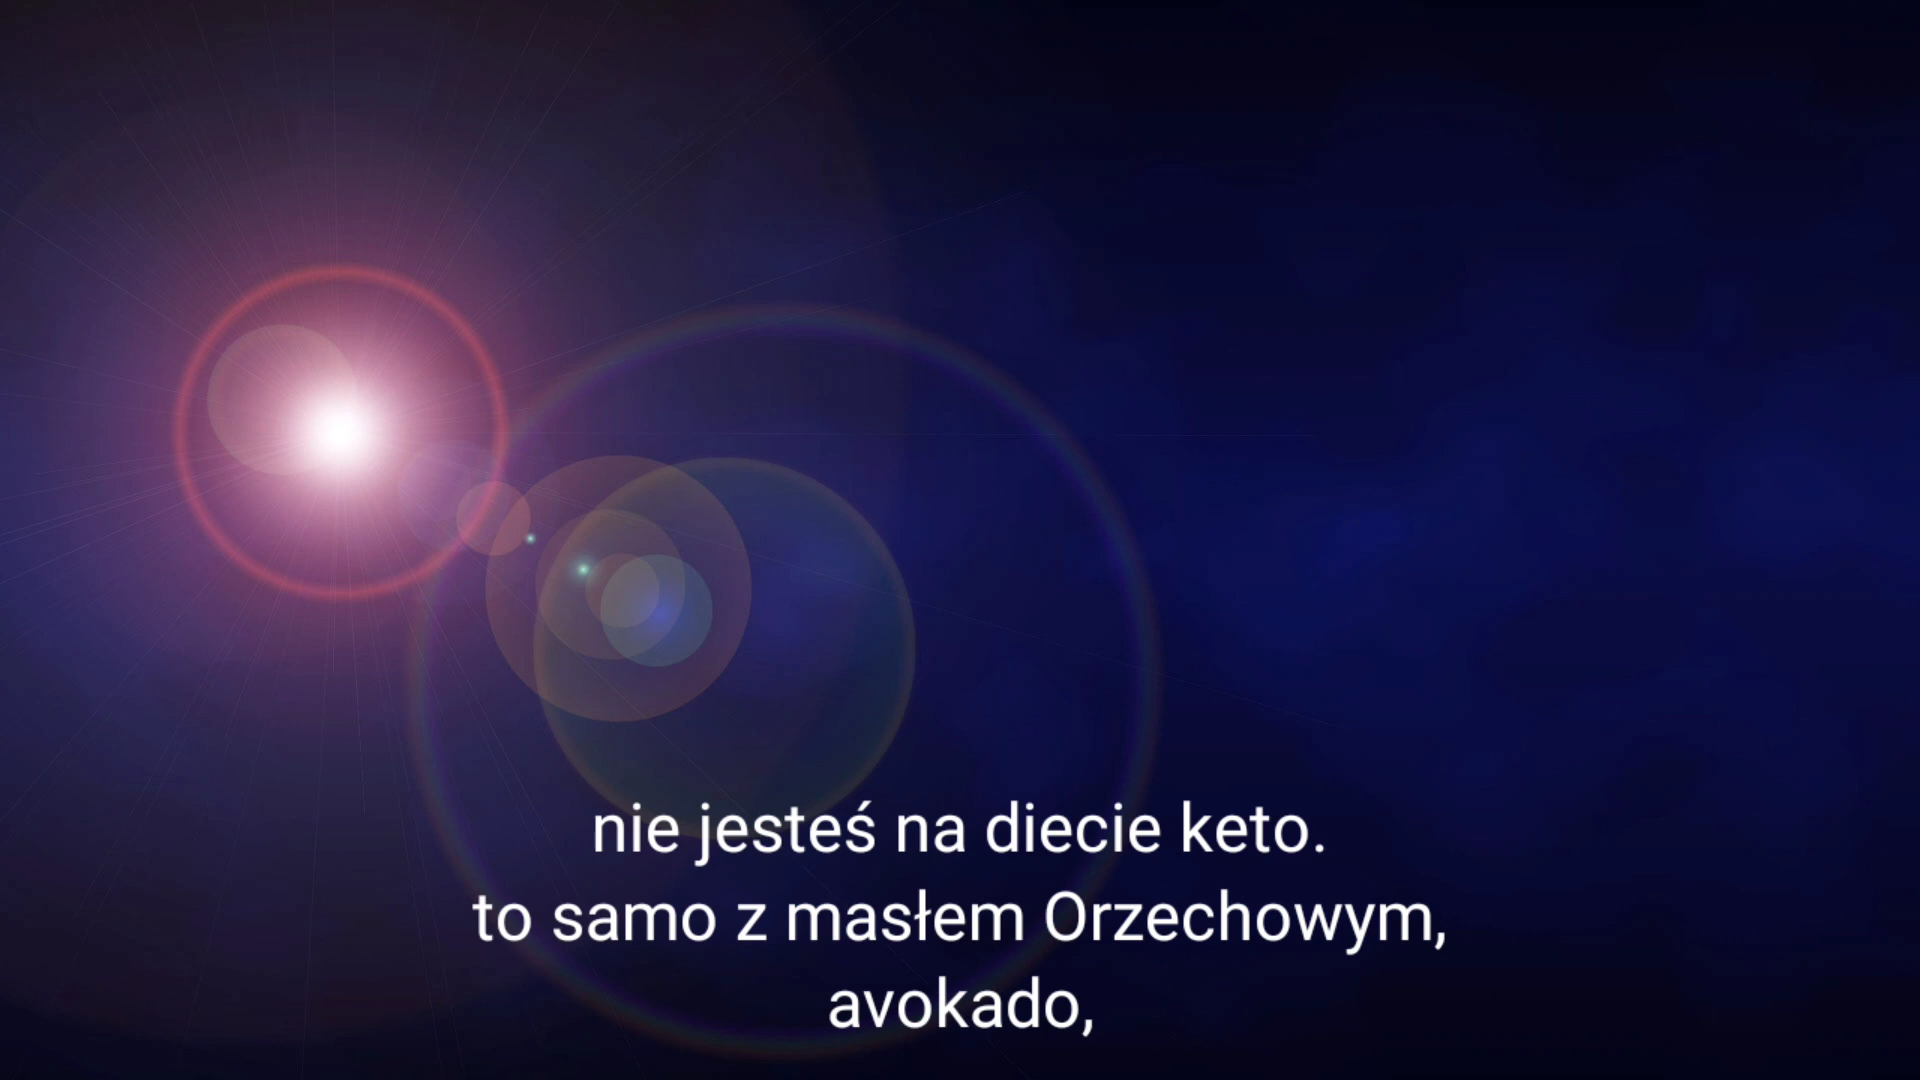 nie jesteś na diecie keto.
to samo z masłem Orzechowym,
avokado,